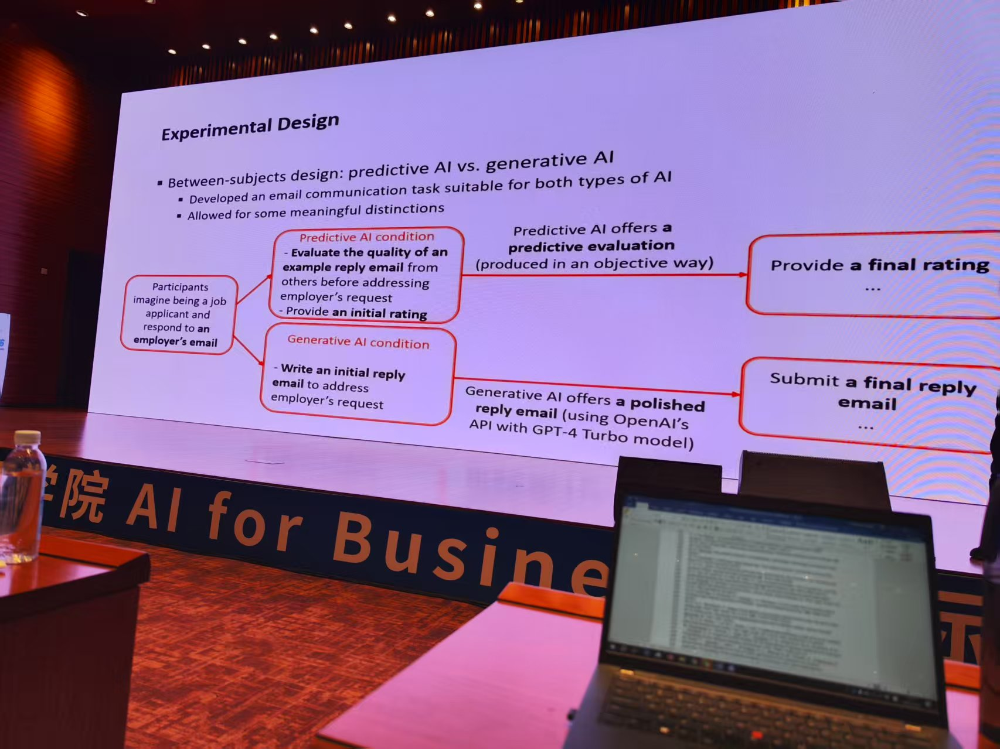 Experimental Design
▪ Between-subjects design: predictive AI vs. generative AI
▪ Developed an email communication task suitable for both types of AI
▪ Allowed for some meaningful distinctions
Participants
imagine being a job
applicant and
respond to an
employer's email
Predictive AI condition
- Evaluate the quality of an
example reply email from
others before addressing
employer's request
- Provide an initial rating
Predictive AI offers a
predictive evaluation
(produced in an objective way)
Provide a final rating
...
Generative AI condition
- Write an initial reply
email to address
employer's request
Generative AI offers a polished
reply email (using OpenAI's
API with GPT-4 Turbo model)
Submit a final reply
email
...
学院 AI for Busine